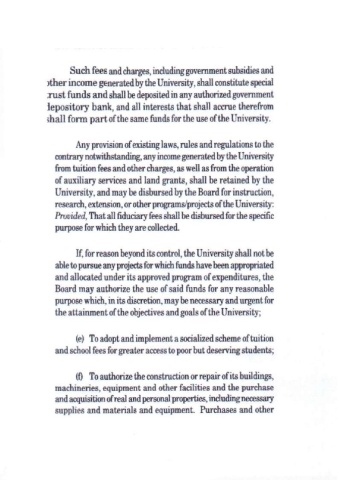 Such fees and charges, including government subsidies and
other income generated by the University, shall constitute special
trust funds and shall be deposited in any authorized government
depository bank, and all interests that shall accrue therefrom
shall form part of the same funds for the use of the University.
Any provision of existing laws, rules and regulations to the
contrary notwithstanding, any income generated by the University
from tuition fees and other charges, as well as from the operation
of auxiliary services and land grants, shall be retained by the
University, and may be disbursed by the Board for instruction,
research, extension, or other programs/projects of the University:
Provided, That all fiduciary fees shall be disbursed for the specific
purpose for which they are collected.
If, for reason beyond its control, the University shall not be
able to pursue any projects for which funds have been appropriated
and allocated under its approved program of expenditures, the
Board may authorize the use of said funds for any reasonable
purpose which, in its discretion, may be necessary and urgent for
the attainment of the objectives and goals of the University;
(e) To adopt and implement a socialized scheme of tuition
and school fees for greater access to poor but deserving students;
(f) To authorize the construction or repair of its buildings,
machineries, equipment and other facilities and the purchase
and acquisition of real and personal properties, including necessary
supplies and materials and equipment. Purchases and other